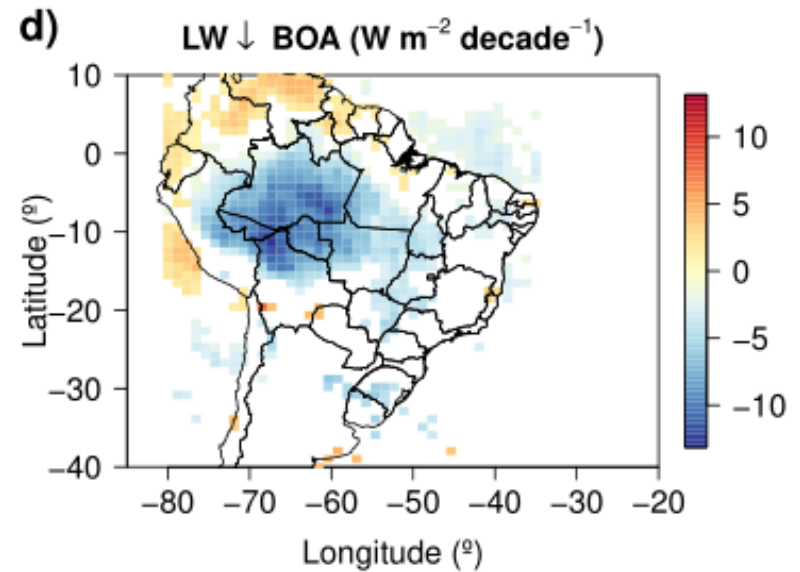 d)
LW ↓ BOA (W m⁻² decade⁻¹)
10
0
−10
−20
−30
−40
Latitude (º)
−80 −70 −60 −50 −40 −30 −20
Longitude (º)
10
5
0
−5
−10